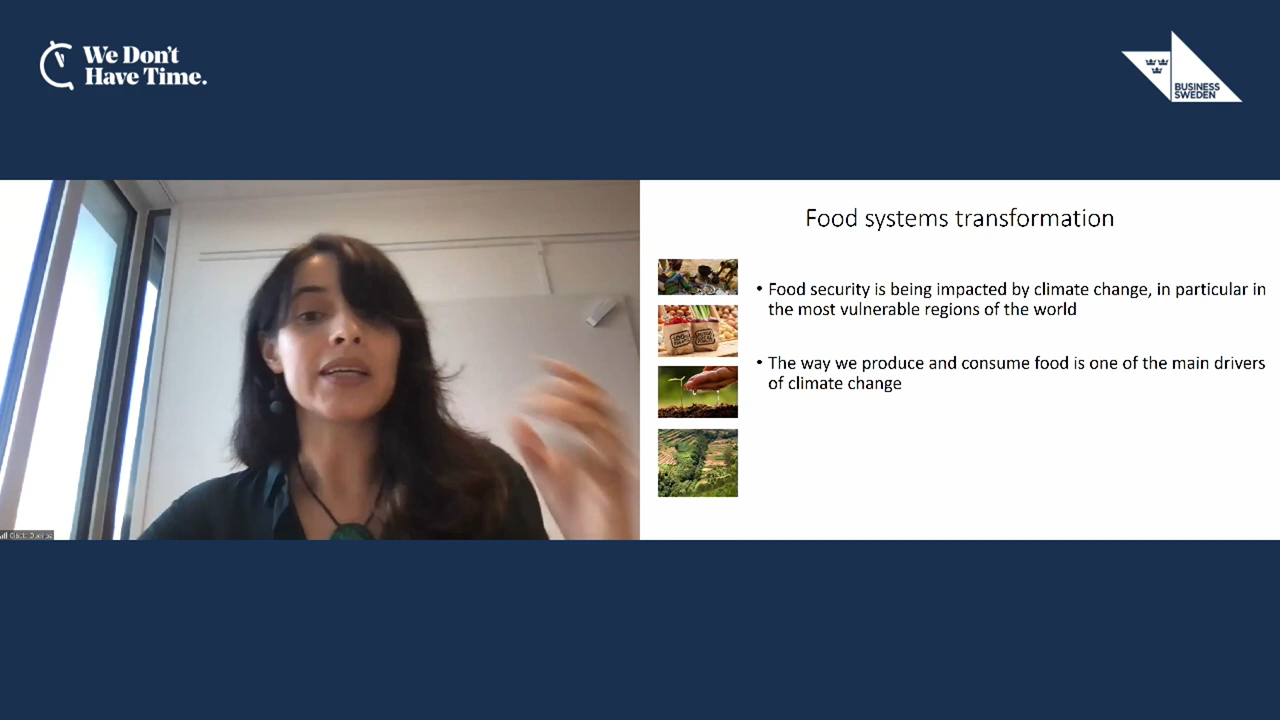 We Don't
Have Time.
BUSINESS
SWEDEN
Food systems transformation
• Food security is being impacted by climate change, in particular in
the most vulnerable regions of the world
• The way we produce and consume food is one of the main drivers
of climate change